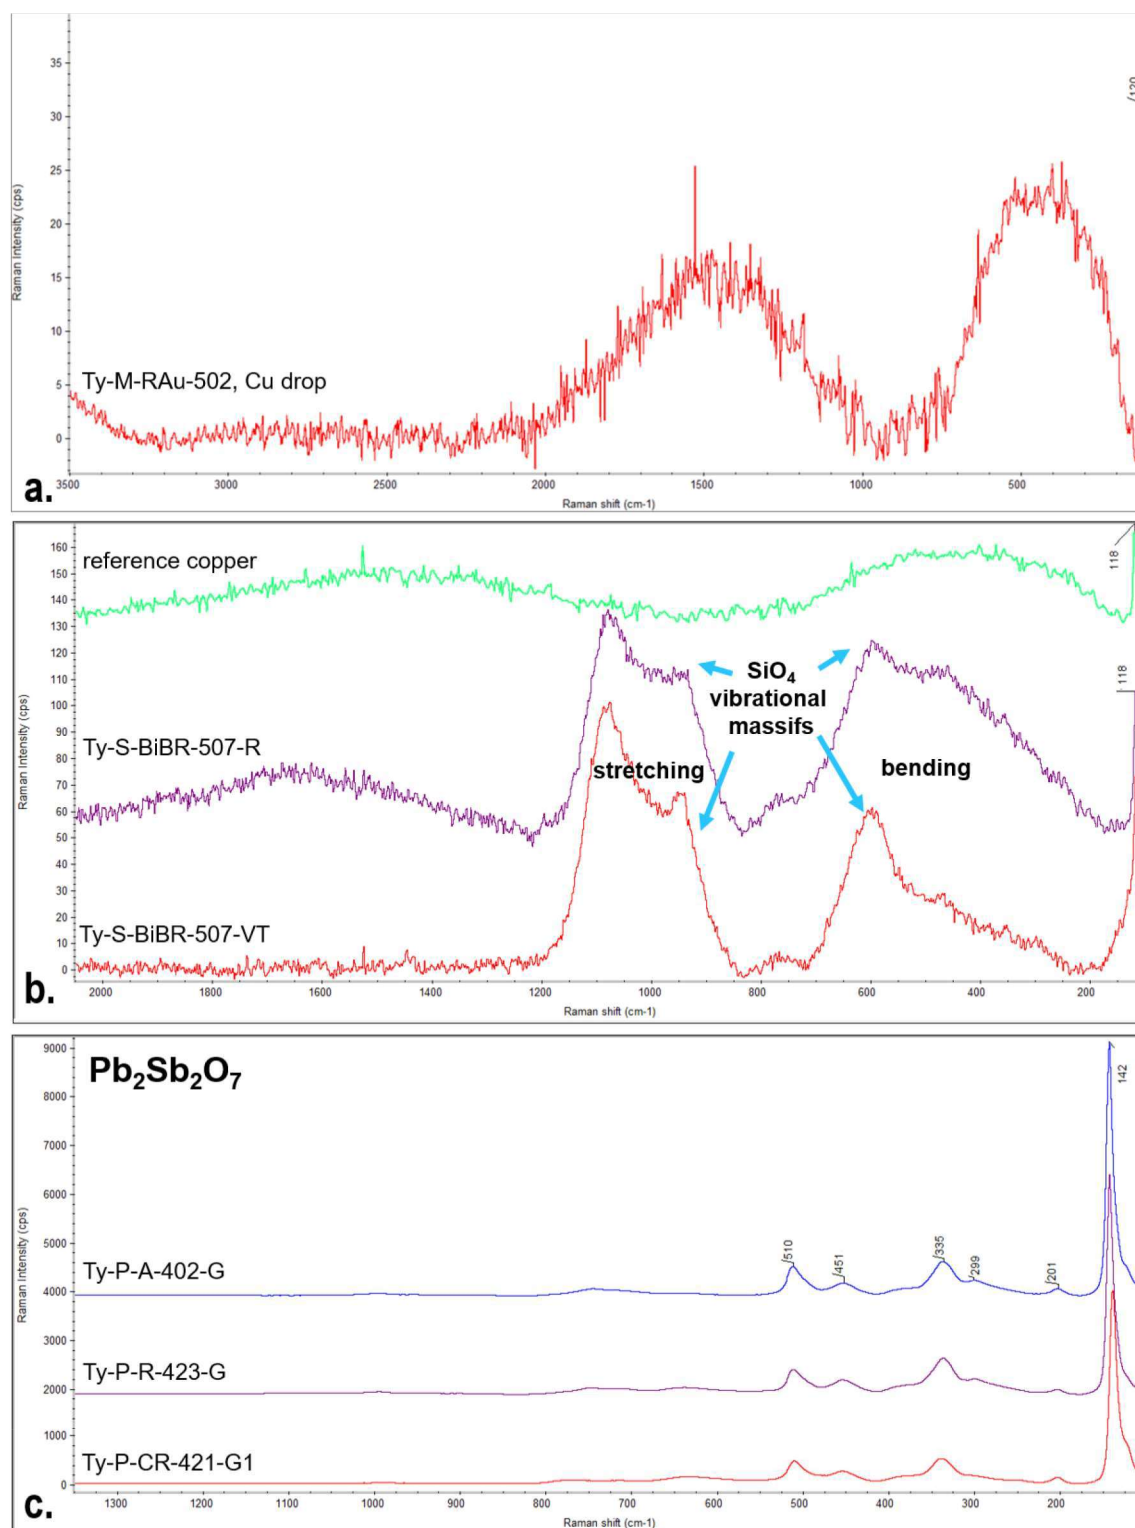 35
30
25
20
15
10
5
0
Raman Intensity (cps)
Ty-M-RAu-502, Cu drop
3500 3000 2500 2000 1500 1000 500
Raman shift (cm-1)
a.
160
150
140
130
120
110
100
90
80
70
60
50
40
30
20
10
0
Raman Intensity (cps)
reference copper
118
118
SiO₄
vibrational
massifs
Ty-S-BiBR-507-R
stretching
bending
Ty-S-BiBR-507-VT
2000 1800 1600 1400 1200 1000 800 600 400 200
Raman shift (cm-1)
b.
9000
8000
7000
6000
5000
4000
3000
2000
1000
0
Raman Intensity (cps)
Pb₂Sb₂O₇
142
510
451
335
299
201
Ty-P-A-402-G
Ty-P-R-423-G
Ty-P-CR-421-G1
1300 1200 1100 1000 900 800 700 600 500 400 300 200
Raman shift (cm-1)
c.